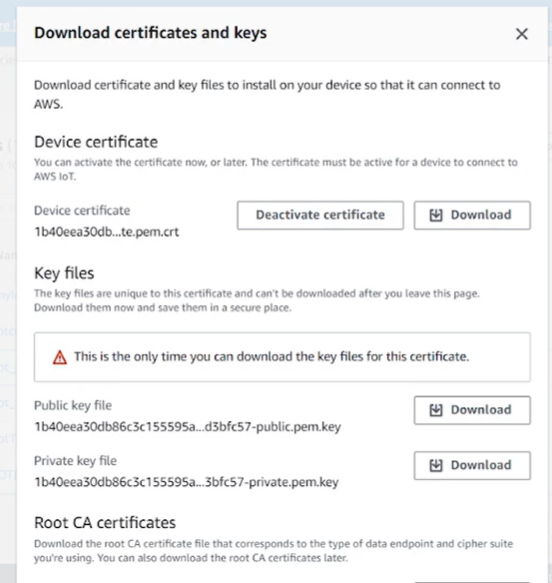 Download certificates and keys
Download certificate and key files to install on your device so that it can connect to
AWS.
Device certificate
You can activate the certificate now, or later. The certificate must be active for a device to connect to
AWS IoT.
Device certificate
1b40eea30db...te.pem.crt
Deactivate certificate
Download
Key files
The key files are unique to this certificate and can't be downloaded after you leave this page.
Download them now and save them in a secure place.
This is the only time you can download the key files for this certificate.
Public key file
1b40eea30db86c3c155595a...d3bfc57-public.pem.key
Download
Private key file
1b40eea30db86c3c155595a...3bfc57-private.pem.key
Download
Root CA certificates
Download the root CA certificate file that corresponds to the type of data endpoint and cipher suite
you're using. You can also download the root CA certificates later.